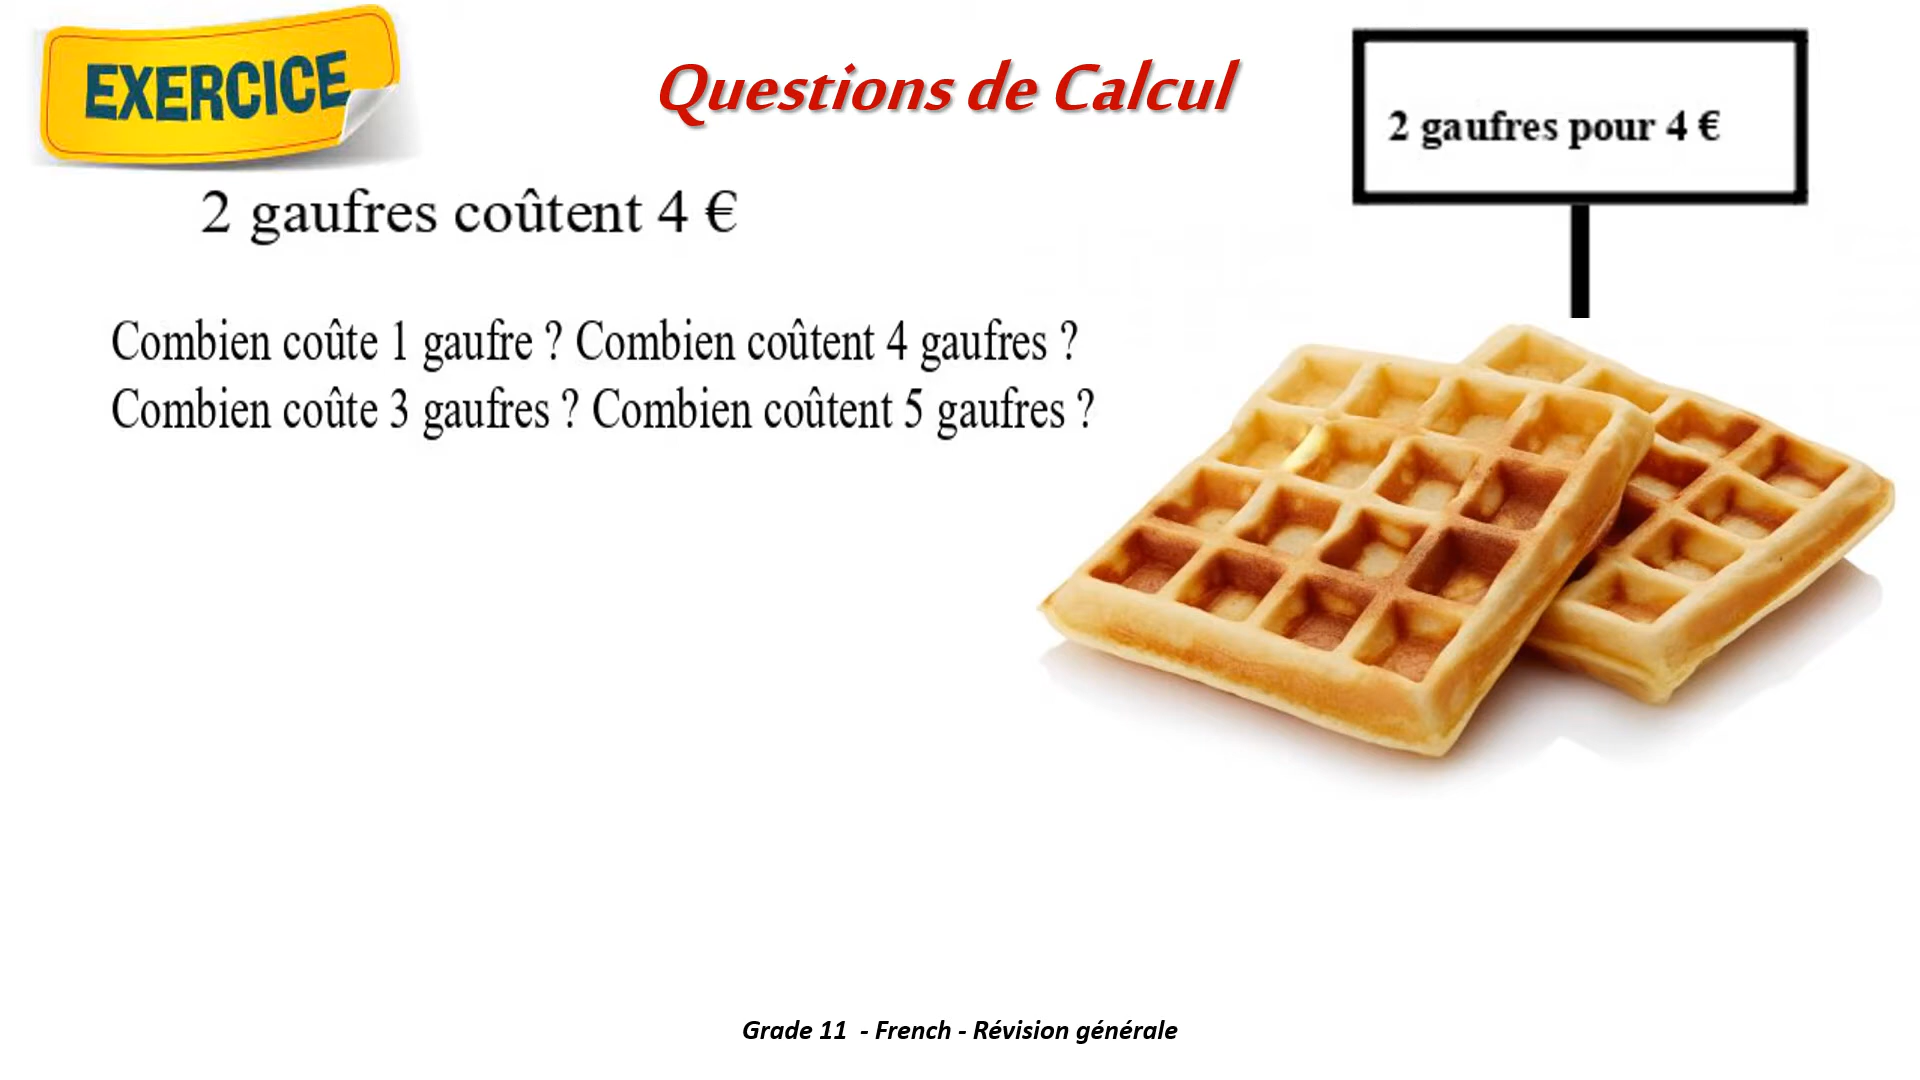 EXERCICE
Questions de Calcul
2 gaufres pour 4 €
2 gaufres coûtent 4 €
Combien coûte 1 gaufre ? Combien coûtent 4 gaufres ?
Combien coûte 3 gaufres ? Combien coûtent 5 gaufres ?
Grade 11 - French - Révision générale